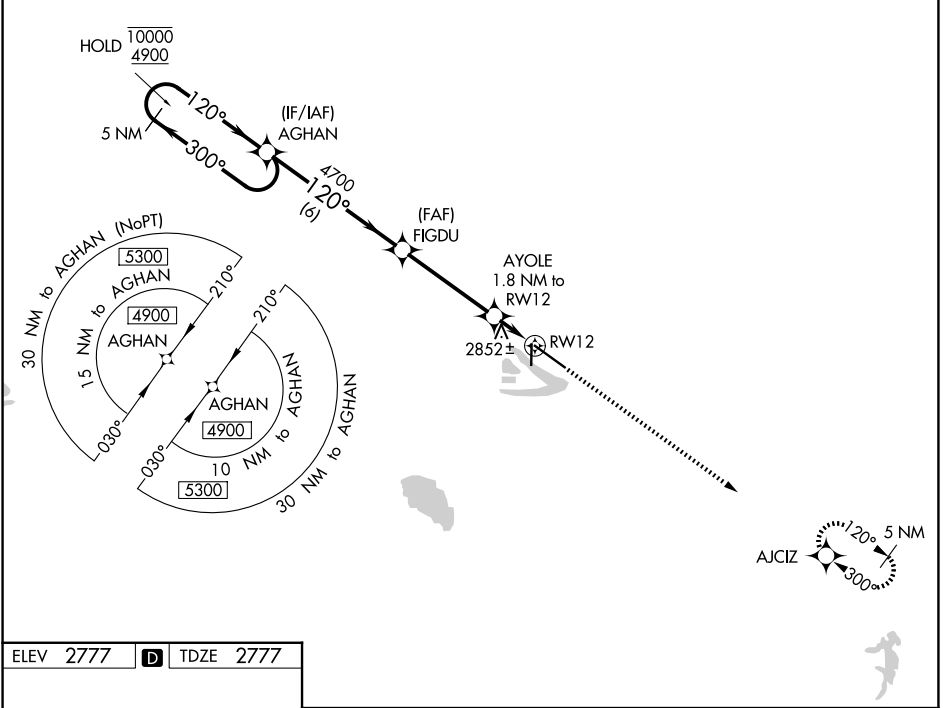 HOLD 10000
4900
120°
5 NM
300°
(IF/IAF)
AGHAN
4700
120°
(6)
(FAF)
FIGDU
AYOLE
1.8 NM to
RW12
2852±
RW12
30 NM to AGHAN (NoPT)
5300
15 NM to AGHAN
4900
AGHAN
210°
030°
210°
AGHAN
4900
10 NM to AGHAN
5300
30 NM to AGHAN
030°
AJCIZ
120°
5 NM
300°
ELEV 2777 D TDZE 2777